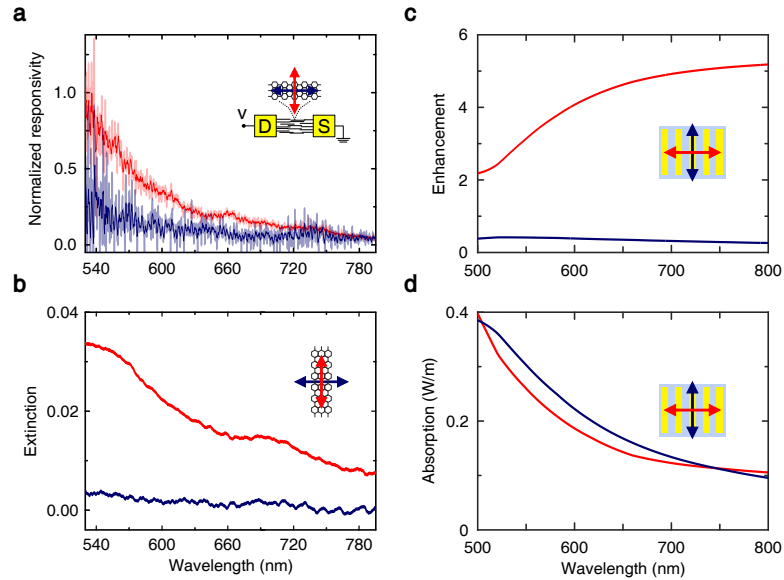 a
Normalized responsivity
1.0
0.5
0.0
540 600 660 720 780
V
D
S
b
Extinction
0.04
0.02
0.00
540 600 660 720 780
Wavelength (nm)
c
Enhancement
6
4
2
0
500 600 700 800
d
Absorption (W/m)
0.4
0.2
0
500 600 700 800
Wavelength (nm)